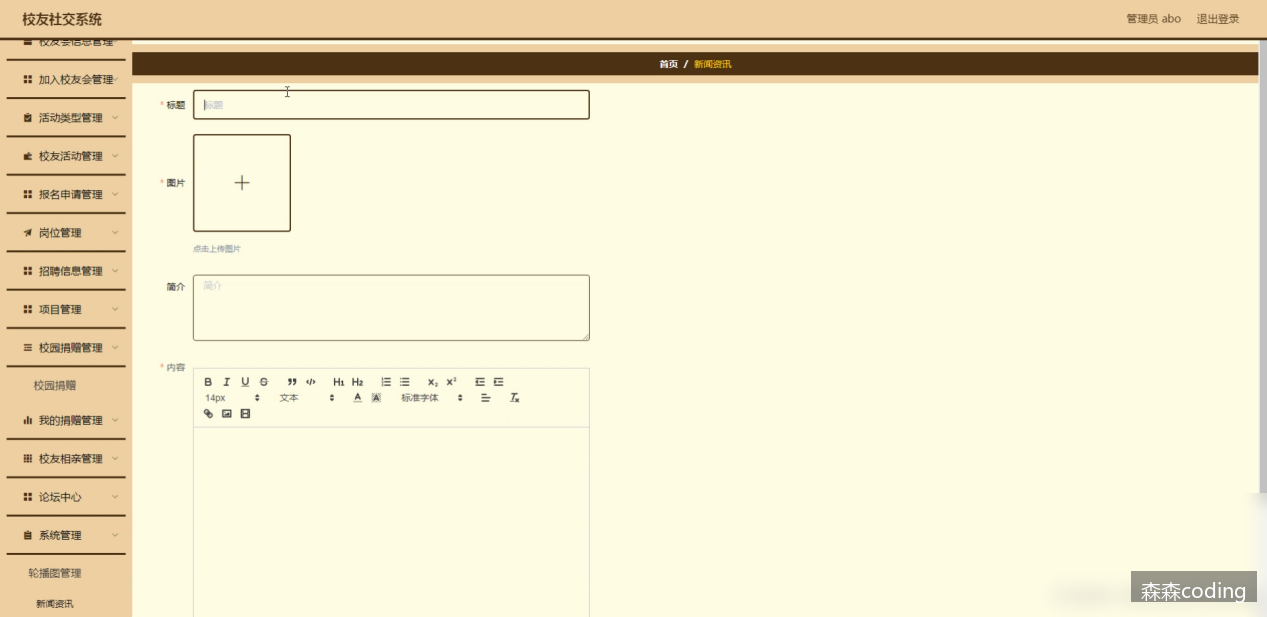 校友社交系统
管理员 abo 退出登录
校友会信息管理
加入校友会管理
活动类型管理
校友活动管理
报名申请管理
岗位管理
招聘信息管理
项目管理
校园捐赠管理
校园捐赠
我的捐赠管理
校友相亲管理
论坛中心
系统管理
轮播图管理
新闻资讯
首页 / 新闻资讯
* 标题
标题
* 图片
点击上传图片
简介
简介
* 内容
B I U S H1 H2 X2 X2
14px 文本 A A 标准字体 Tx
森森coding